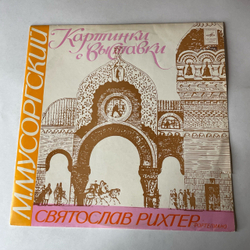 М.МУСОРГСКИЙ
Картинки
с выставки
СВЯТОСЛАВ РИХТЕР